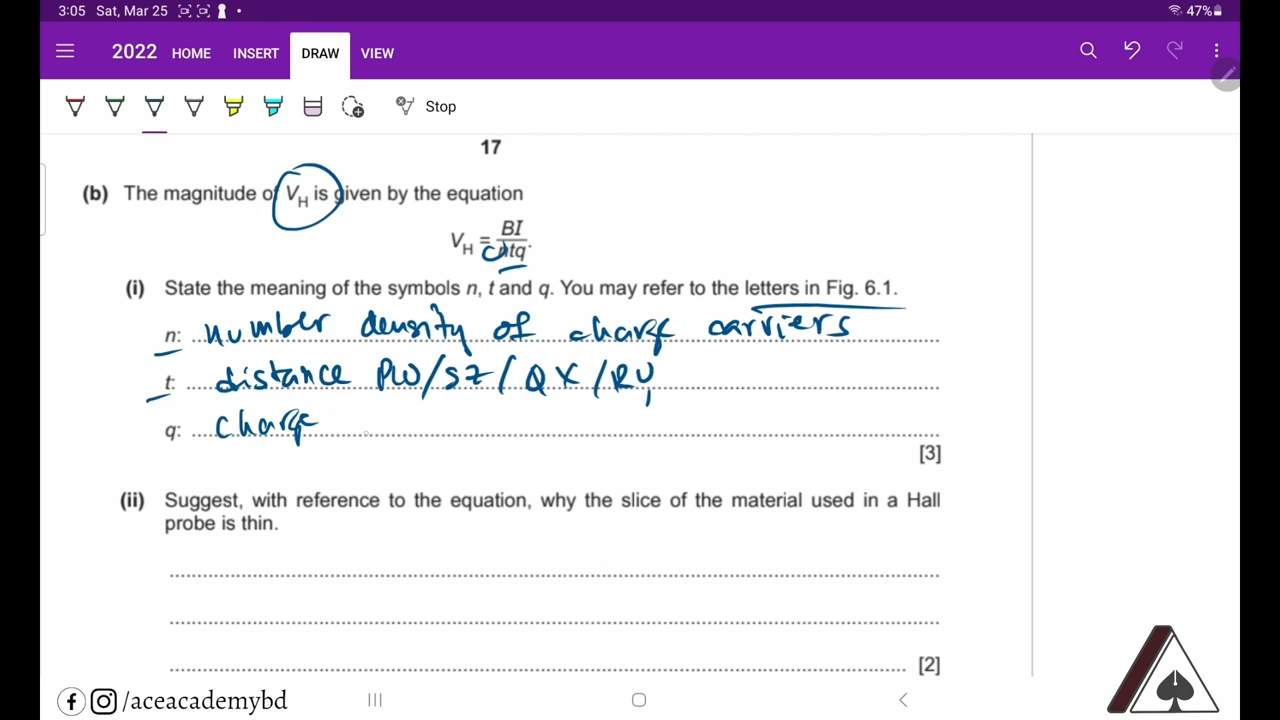 3:05 Sat, Mar 25
47%
2022 HOME INSERT DRAW VIEW
Stop
17
(b) The magnitude of V_H is given by the equation
V_H = BI/ntq.
(i) State the meaning of the symbols n, t and q. You may refer to the letters in Fig. 6.1.
n: number density of charge carriers
t: distance PW/SZ/QX/RY
q: charge
[3]
(ii) Suggest, with reference to the equation, why the slice of the material used in a Hall
probe is thin.
[2]
/aceacademybd